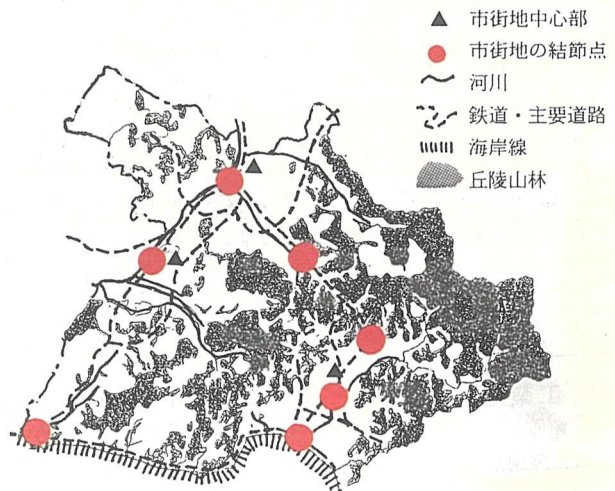 市街地中心部
市街地の結節点
河川
鉄道・主要道路
海岸線
丘陵山林